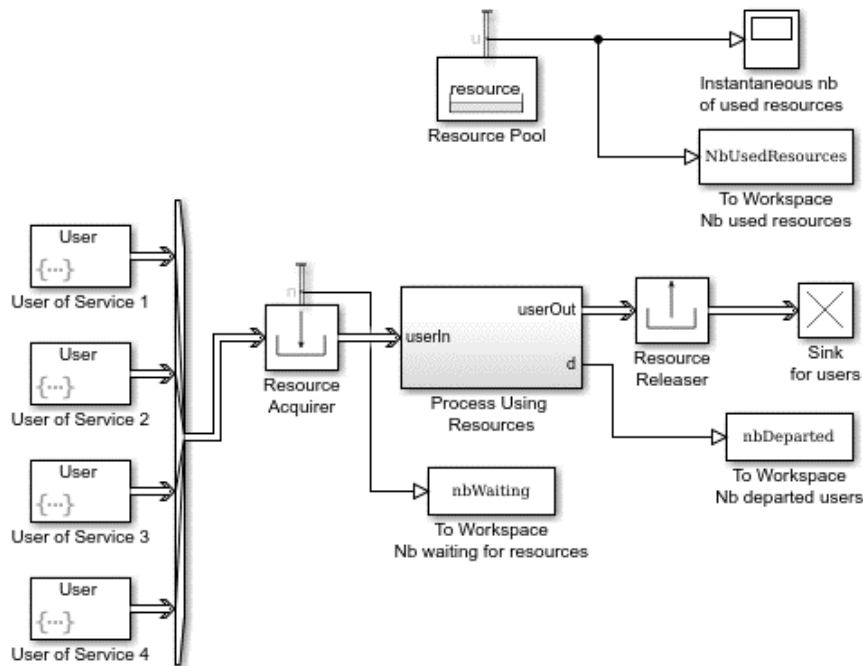 u
resource
Resource Pool
Instantaneous nb
of used resources
NbUsedResources
To Workspace
Nb used resources
User
{...}
User of Service 1
User
{...}
User of Service 2
User
{...}
User of Service 3
User
{...}
User of Service 4
n
Resource
Acquirer
userIn
userOut
d
Process Using
Resources
Resource
Releaser
Sink
for users
nbWaiting
To Workspace
Nb waiting for resources
nbDeparted
To Workspace
Nb departed users